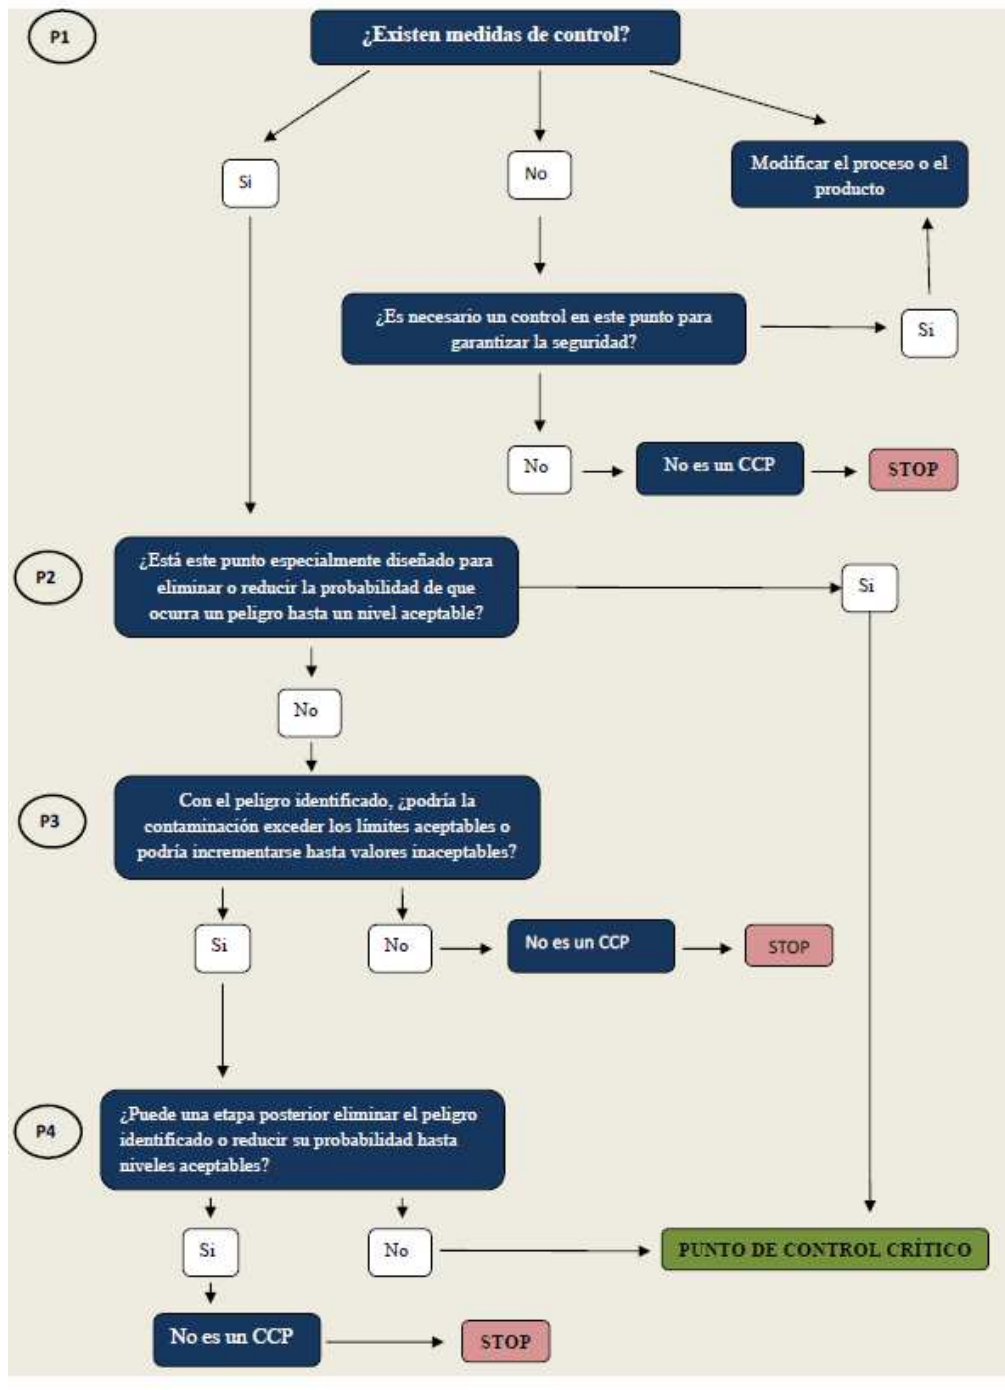 P1
¿Existen medidas de control?
Si
No
Modificar el proceso o el
producto
¿Es necesario un control en este punto para
garantizar la seguridad?
Si
No
No es un CCP
STOP
P2
¿Está este punto especialmente diseñado para
eliminar o reducir la probabilidad de que
ocurra un peligro hasta un nivel aceptable?
Si
No
P3
Con el peligro identificado, ¿podría la
contaminación exceder los límites aceptables o
podría incrementarse hasta valores inaceptables?
Si
No
No es un CCP
STOP
P4
¿Puede una etapa posterior eliminar el peligro
identificado o reducir su probabilidad hasta
niveles aceptables?
Si
No
PUNTO DE CONTROL CRÍTICO
No es un CCP
STOP